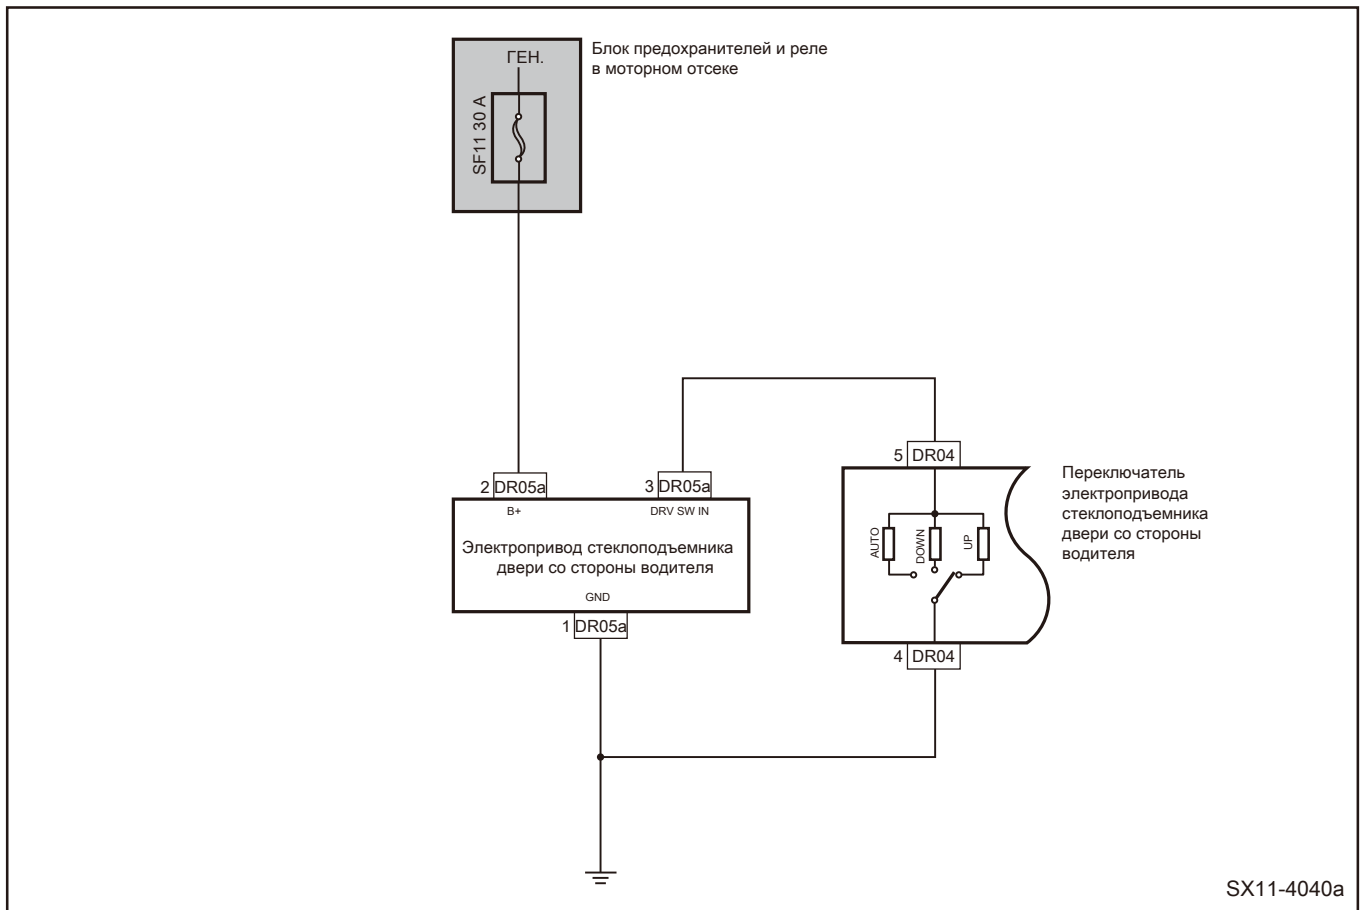 ГЕН.
Блок предохранителей и реле
в моторном отсеке
SF11 30 A
2 DR05a
3 DR05a
B+
DRV SW IN
Электропривод стеклоподъемника
двери со стороны водителя
GND
1 DR05a
5 DR04
AUTO
DOWN
UP
4 DR04
Переключатель
электропривода
стеклоподъемника
двери со стороны
водителя
SX11-4040a